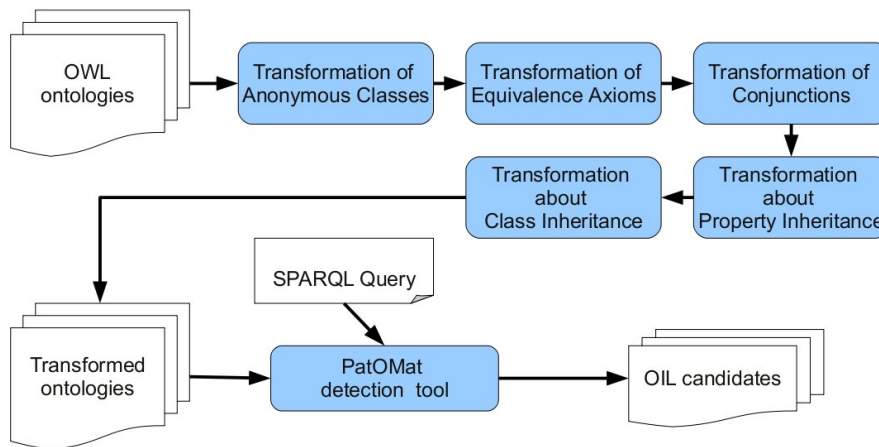 OWL
ontologies
Transformation of
Anonymous Classes
Transformation of
Equivalence Axioms
Transformation of
Conjunctions
Transformation
about
Class Inheritance
Transformation
about
Property Inheritance
SPARQL Query
Transformed
ontologies
PatOMat
detection tool
OIL candidates